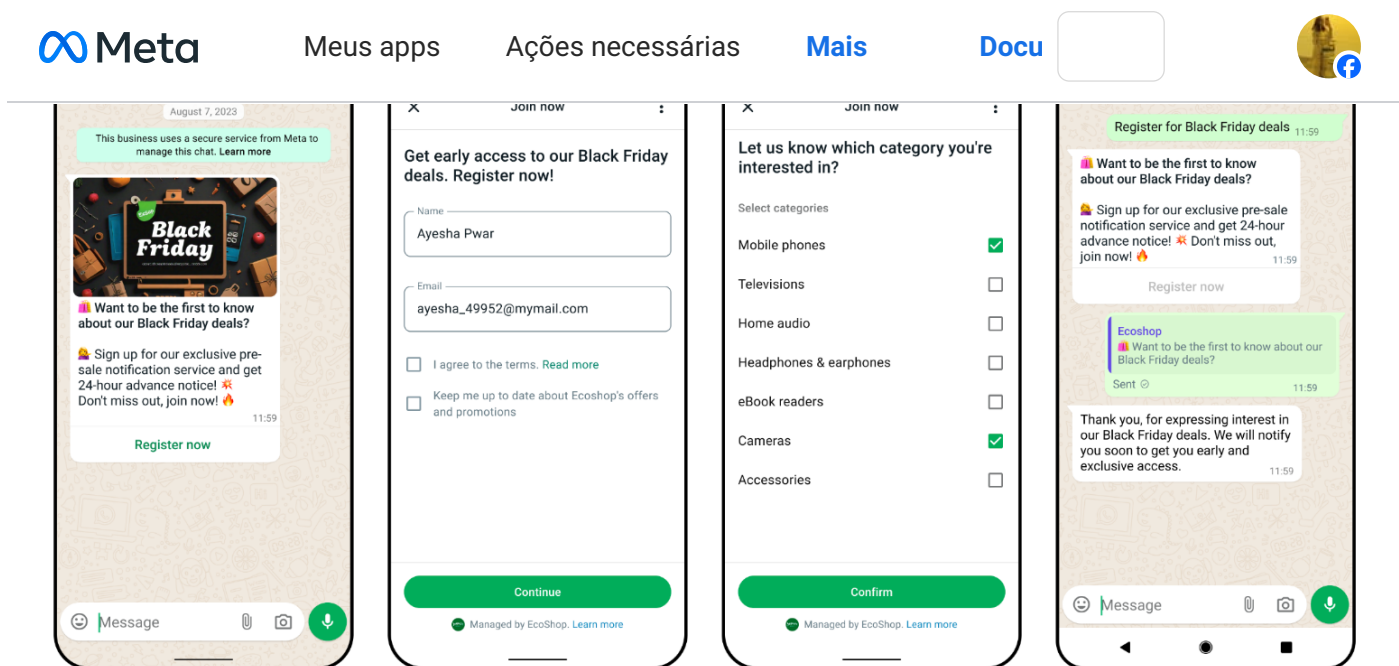 Meta
Meus apps
Ações necessárias
Mais
Docu
August 7, 2023
This business uses a secure service from Meta to
manage this chat. Learn more
Black
Friday
🛍️ Want to be the first to know
about our Black Friday deals?
🙋‍♀️ Sign up for our exclusive pre-
sale notification service and get
24-hour advance notice! 💥
Don't miss out, join now! 🔥
11:59
Register now
Message
Join now
Get early access to our Black Friday
deals. Register now!
Name
Ayesha Pwar
Email
ayesha_49952@mymail.com
I agree to the terms. Read more
Keep me up to date about Ecoshop's offers
and promotions
Continue
Managed by EcoShop. Learn more
Join now
Let us know which category you're
interested in?
Select categories
Mobile phones
Televisions
Home audio
Headphones & earphones
eBook readers
Cameras
Accessories
Confirm
Managed by EcoShop. Learn more
Register for Black Friday deals 11:59
🛍️ Want to be the first to know
about our Black Friday deals?
🙋‍♀️ Sign up for our exclusive pre-sale
notification service and get 24-hour
advance notice! 💥 Don't miss out,
join now! 🔥
11:59
Register now
Ecoshop
🛍️ Want to be the first to know about our
Black Friday deals?
Sent
11:59
Thank you, for expressing interest in
our Black Friday deals. We will notify
you soon to get you early and
exclusive access.
11:59
Message